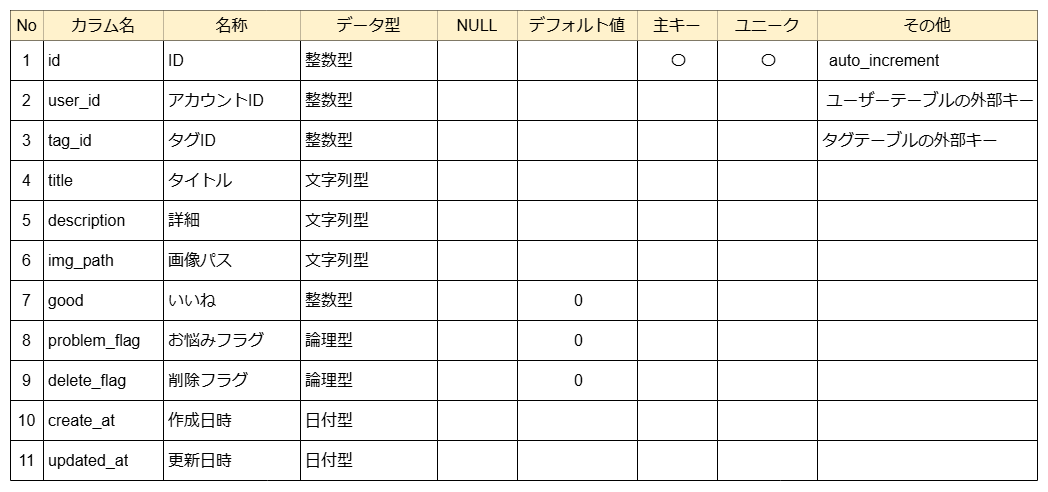 No カラム名 名称 データ型 NULL デフォルト値 主キー ユニーク その他
1 id ID 整数型 〇 〇 auto_increment
2 user_id アカウントID 整数型 ユーザーテーブルの外部キー
3 tag_id タグID 整数型 タグテーブルの外部キー
4 title タイトル 文字列型
5 description 詳細 文字列型
6 img_path 画像パス 文字列型
7 good いいね 整数型 0
8 problem_flag お悩みフラグ 論理型 0
9 delete_flag 削除フラグ 論理型 0
10 create_at 作成日時 日付型
11 updated_at 更新日時 日付型